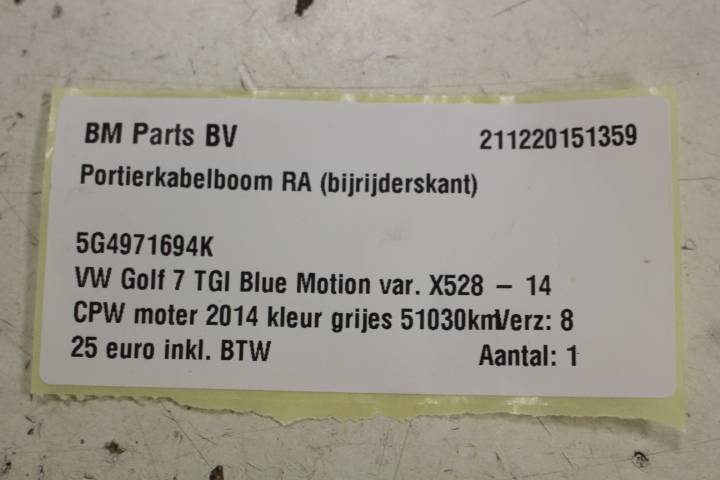 BM Parts BV 211220151359
Portierkabelboom RA (bijrijderskant)
5G4971694K
VW Golf 7 TGI Blue Motion var. X528 – 14
CPW moter 2014 kleur grijes 51030km Verz: 8
25 euro inkl. BTW Aantal: 1